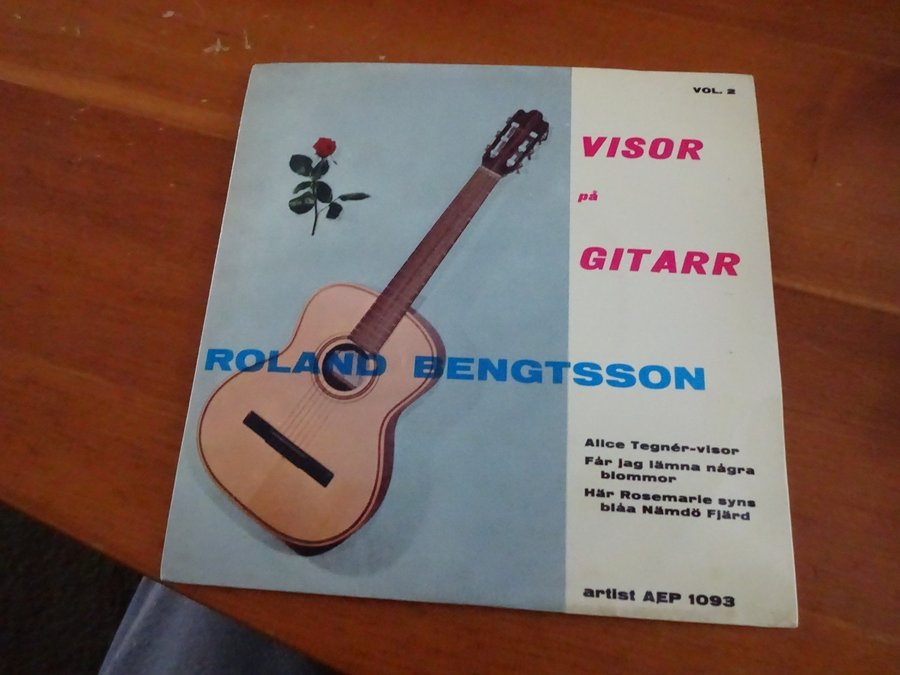 VOL. 2
VISOR
på
GITARR
ROLAND BENGTSSON
Alice Tegnér-visor
Får jag lämna några
blommor
Här Rosemarie syns
blåa Nämdö Fjärd
artist AEP 1093